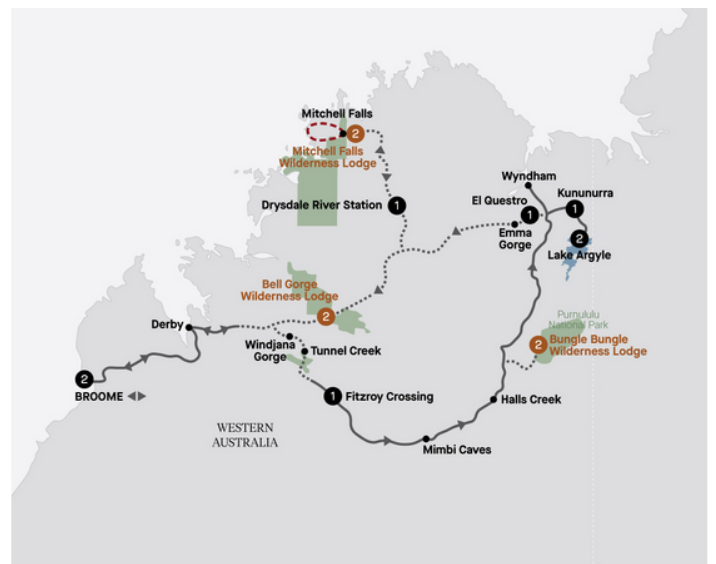 Mitchell Falls
2
Mitchell Falls
Wilderness Lodge
Drysdale River Station
1
Wyndham
El Questro
1
Kununurra
1
Emma
Gorge
2
Lake Argyle
Bell Gorge
Wilderness Lodge
2
Purnululu
National Park
2
Bungle Bungle
Wilderness Lodge
Derby
Windjana
Gorge
Tunnel Creek
2
BROOME
1
Fitzroy Crossing
Halls Creek
WESTERN
AUSTRALIA
Mimbi Caves